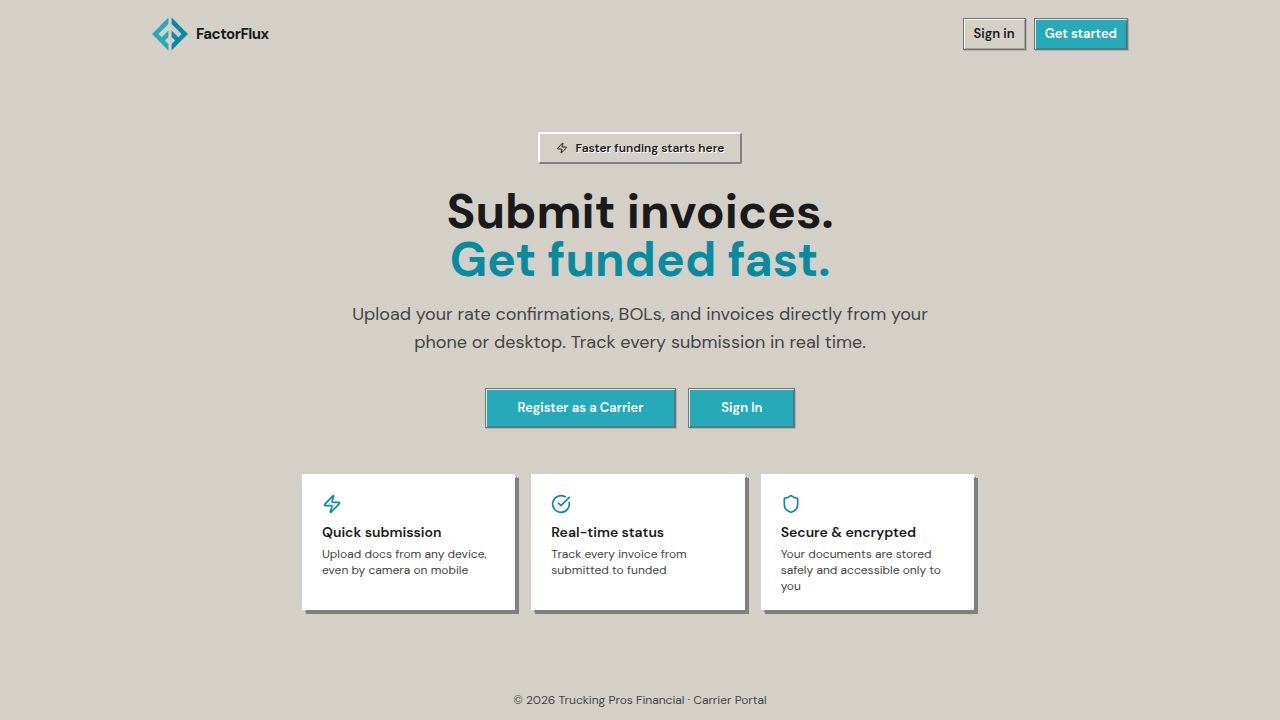 FactorFlux
Sign in
Get started
Faster funding starts here
Submit invoices.
Get funded fast.
Upload your rate confirmations, BOLs, and invoices directly from your
phone or desktop. Track every submission in real time.
Register as a Carrier
Sign In
Quick submission
Upload docs from any device,
even by camera on mobile
Real-time status
Track every invoice from
submitted to funded
Secure & encrypted
Your documents are stored
safely and accessible only to
you
© 2026 Trucking Pros Financial · Carrier Portal